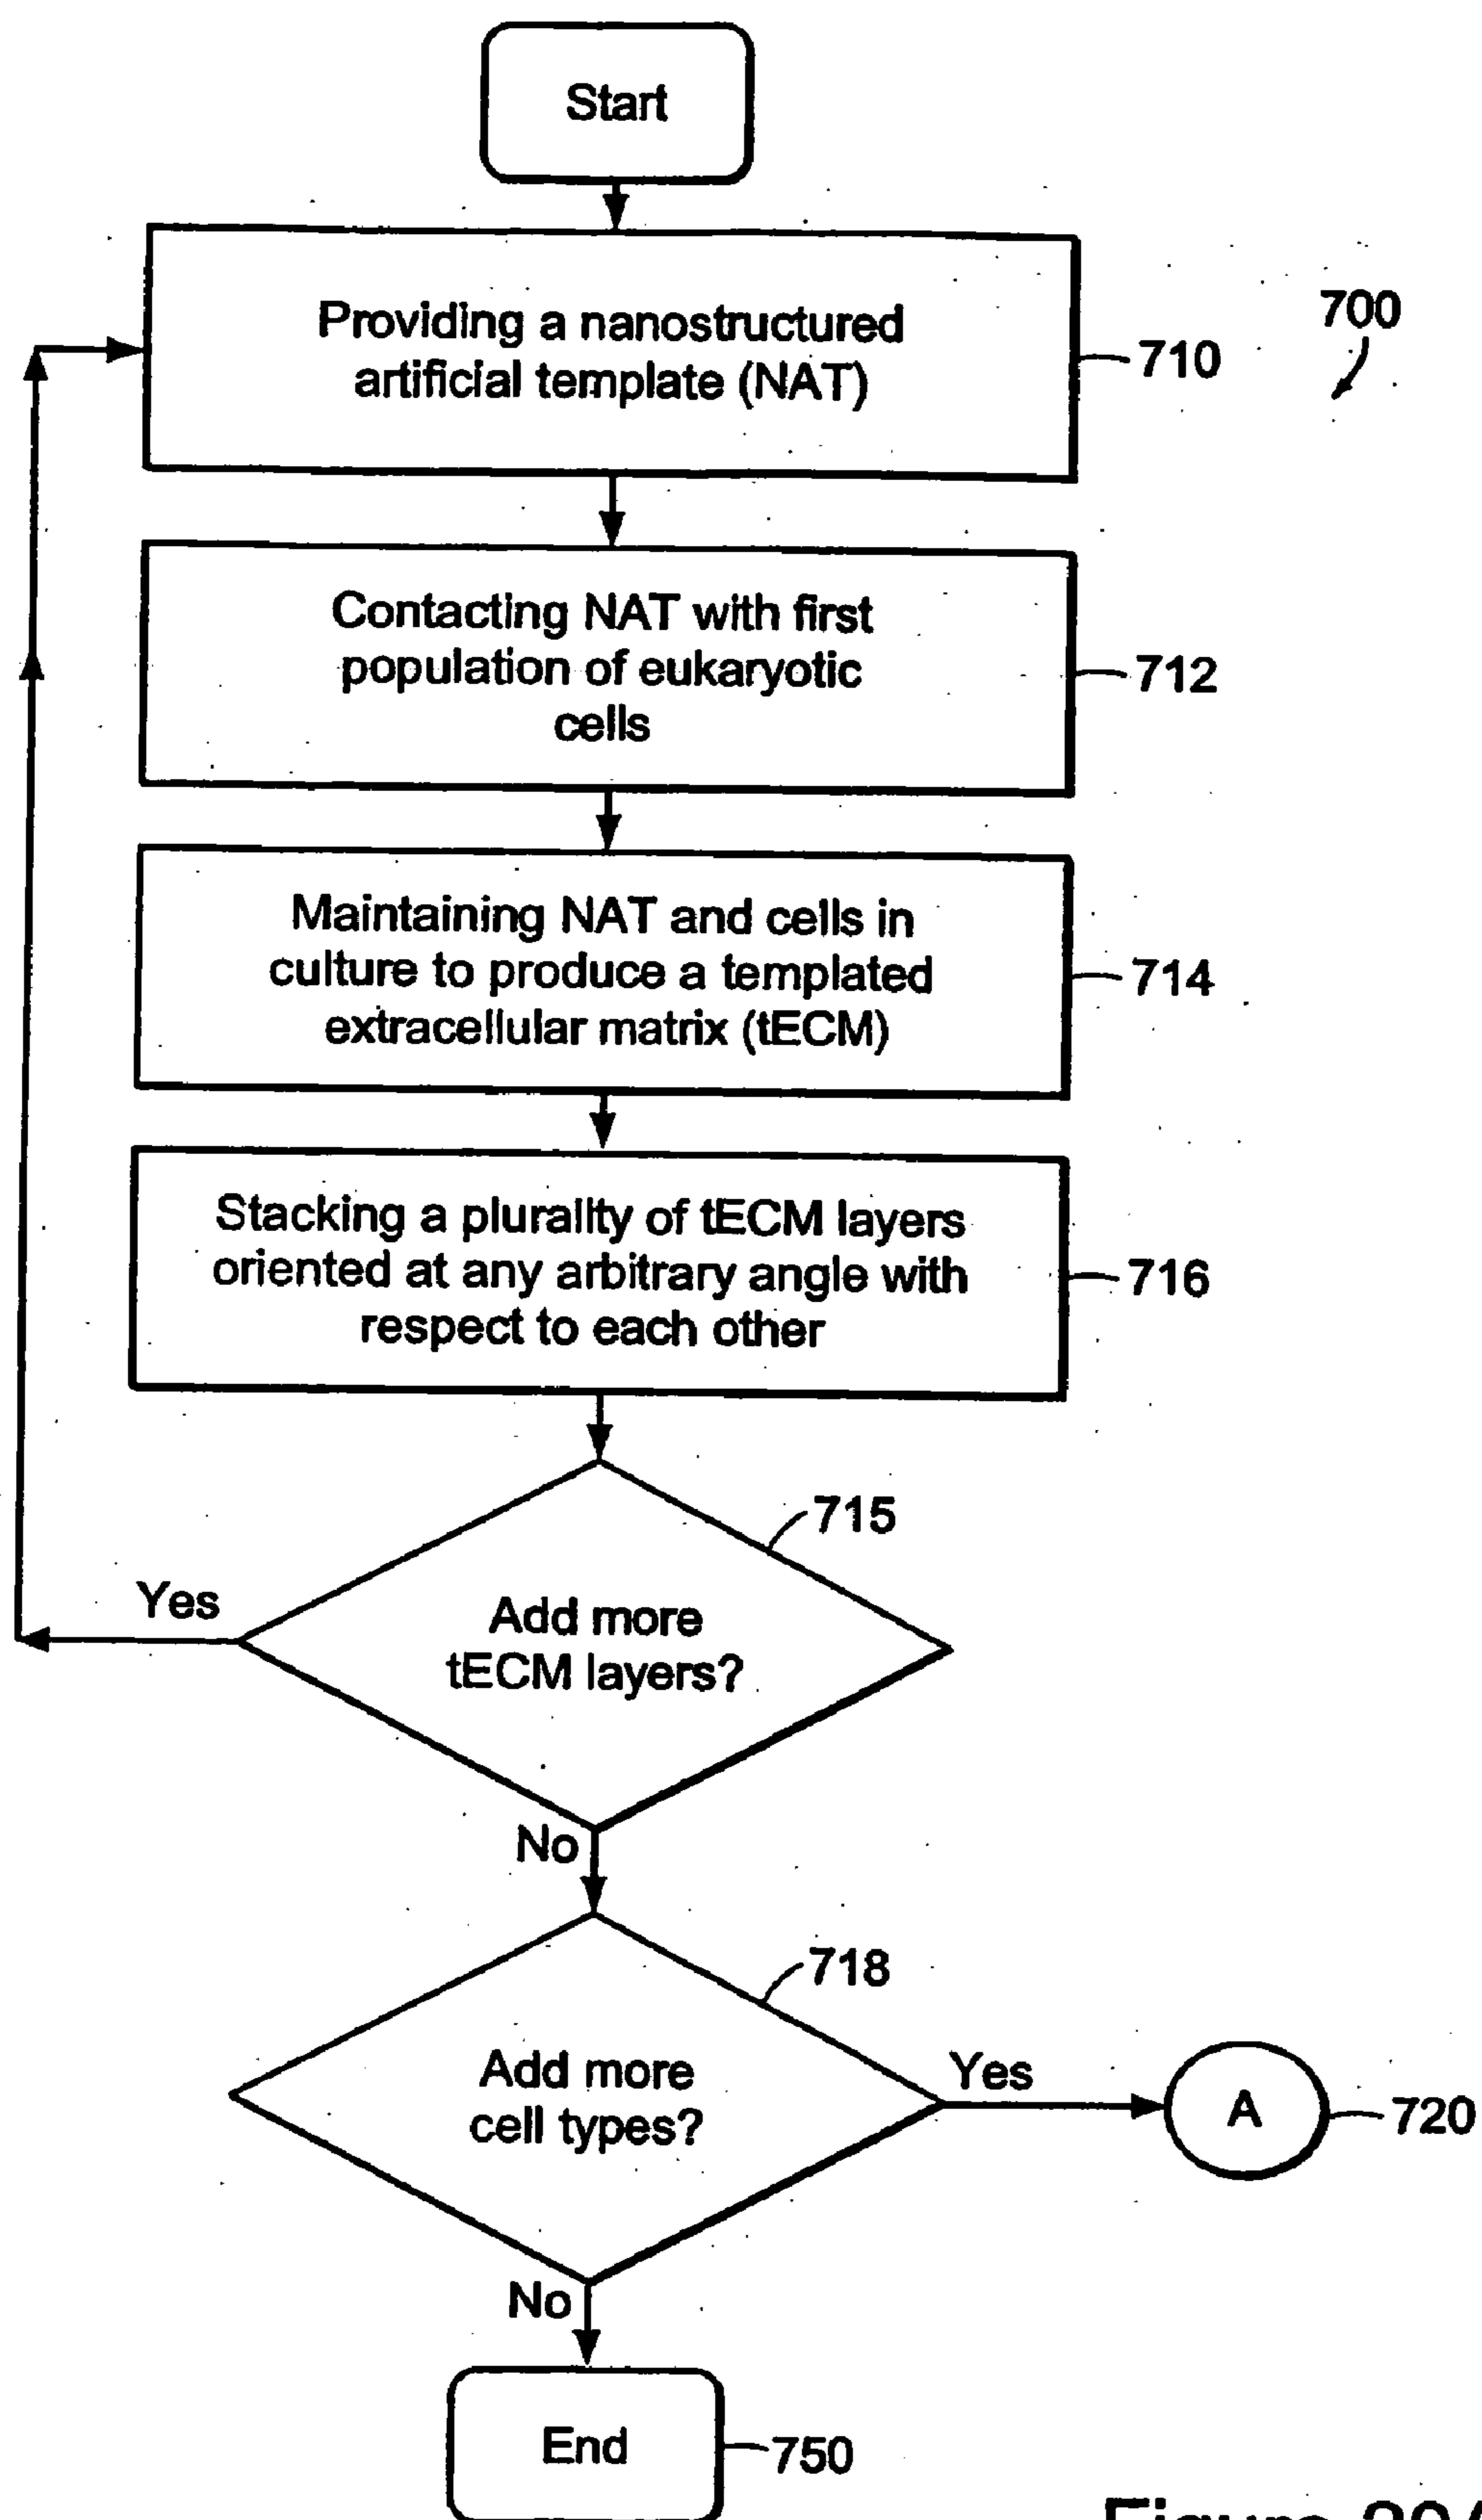 Start
Providing a nanostructured
artificial template (NAT)
710
700
Contacting NAT with first
population of eukaryotic
cells
712
Maintaining NAT and cells in
culture to produce a templated
extracellular matrix (tECM)
714
Stacking a plurality of tECM layers
oriented at any arbitrary angle with
respect to each other
716
715
Add more
tECM layers?
Yes
No
718
Add more
cell types?
Yes
A
720
No
End
750